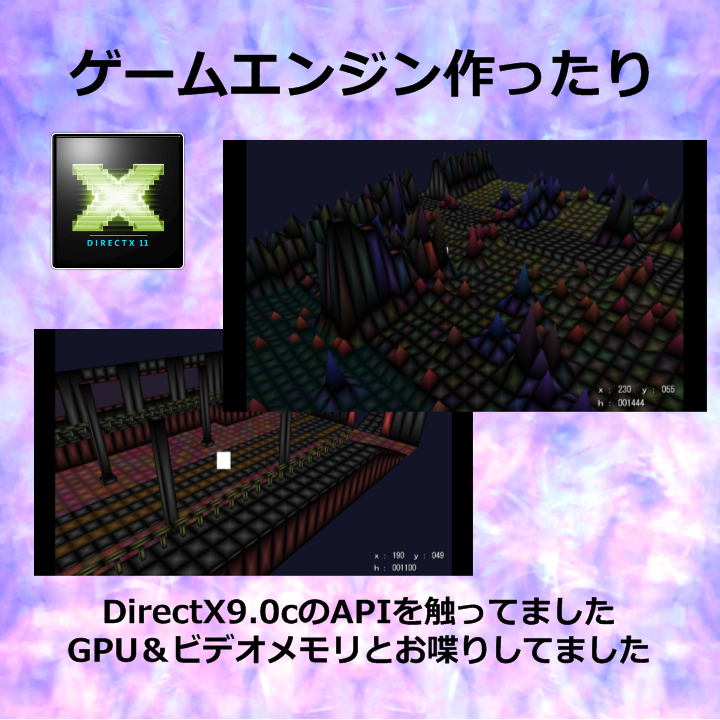 ゲームエンジン作ったり
DIRECTX 11
x : 230 y : 055
h : 001444
x : 190 y : 049
h : 001100
DirectX9.0cのAPIを触ってました
GPU＆ビデオメモリとお喋りしてました